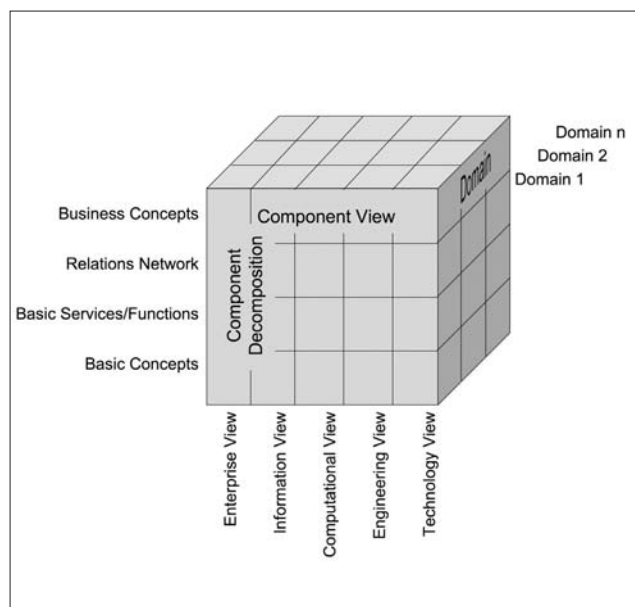 Domain n
Domain 2
Domain 1
Domain
Business Concepts
Component View
Relations Network
Component
Decomposition
Basic Services/Functions
Basic Concepts
Enterprise View
Information View
Computational View
Engineering View
Technology View